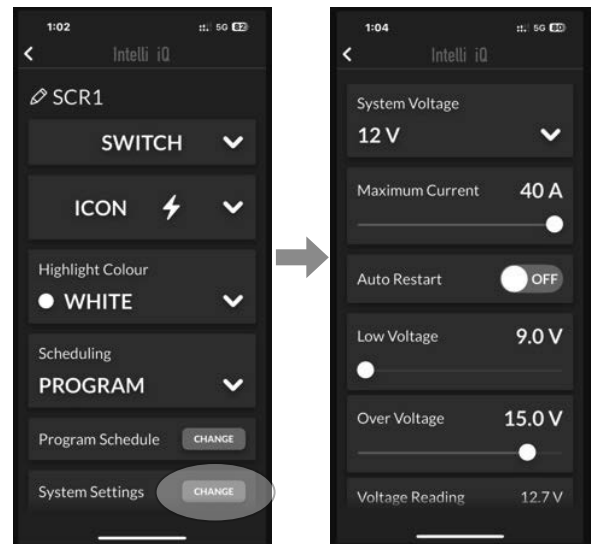 1:02 5G 82
Intelli iQ
SCR1
SWITCH
ICON
Highlight Colour
WHITE
Scheduling
PROGRAM
Program Schedule CHANGE
System Settings CHANGE
1:04 5G
Intelli iQ
System Voltage
12 V
Maximum Current 40 A
Auto Restart OFF
Low Voltage 9.0 V
Over Voltage 15.0 V
Voltage Reading 12.7 V